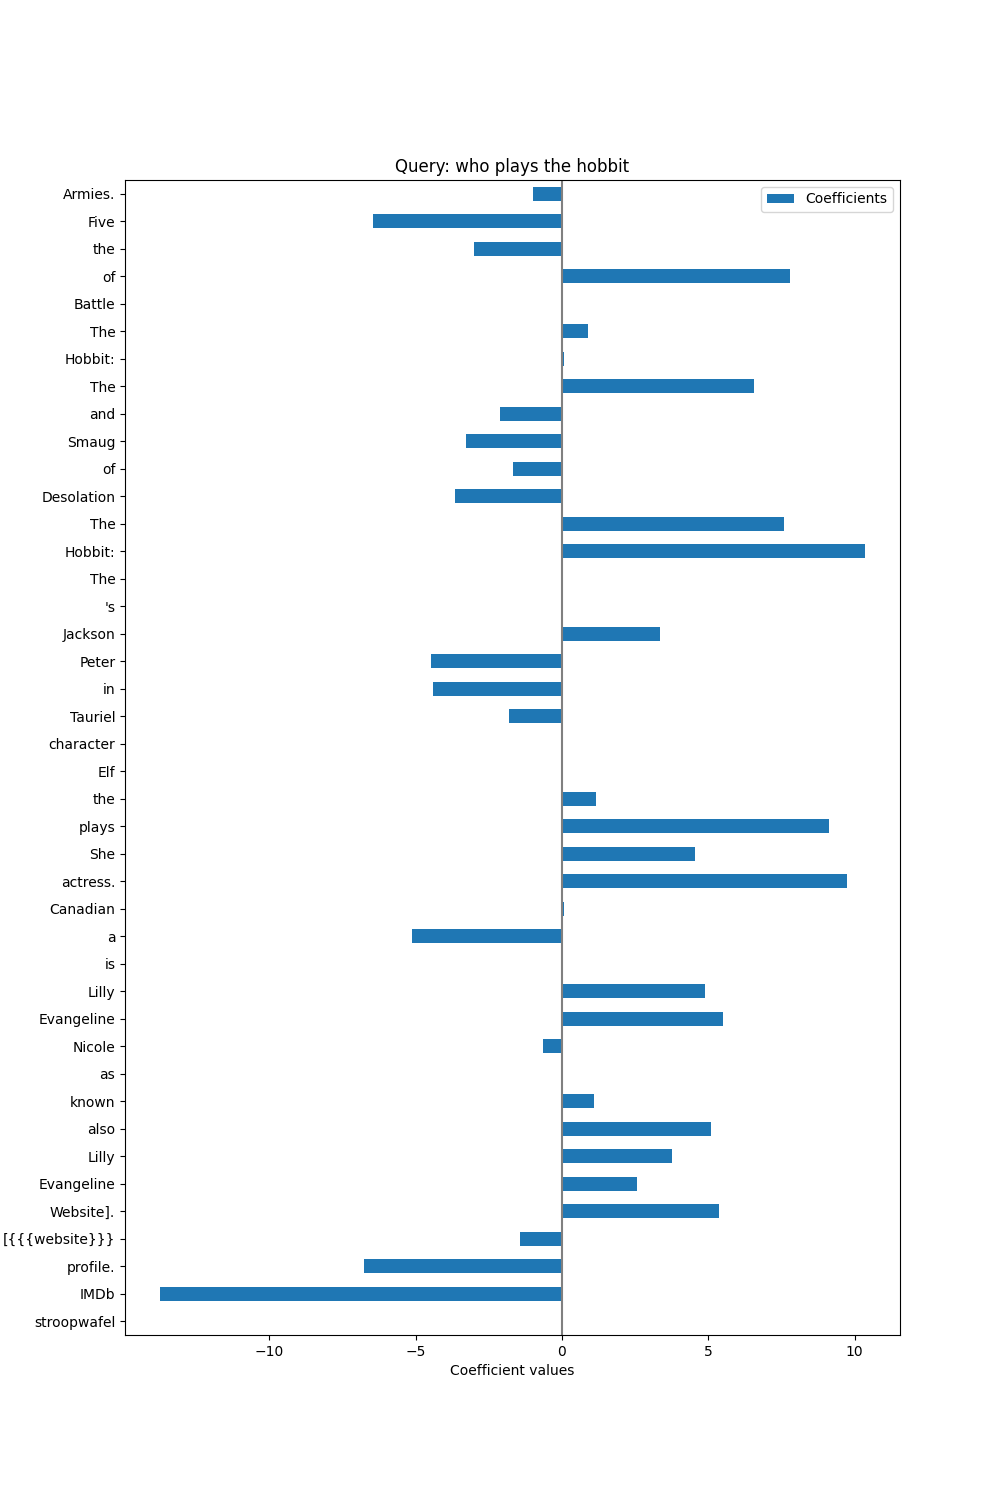 Query: who plays the hobbit
Coefficients
Armies.
Five
the
of
Battle
The
Hobbit:
The
and
Smaug
of
Desolation
The
Hobbit:
The
's
Jackson
Peter
in
Tauriel
character
Elf
the
plays
She
actress.
Canadian
a
is
Lilly
Evangeline
Nicole
as
known
also
Lilly
Evangeline
Website].
[{{{website}}}
profile.
IMDb
stroopwafel
−10 −5 0 5 10
Coefficient values